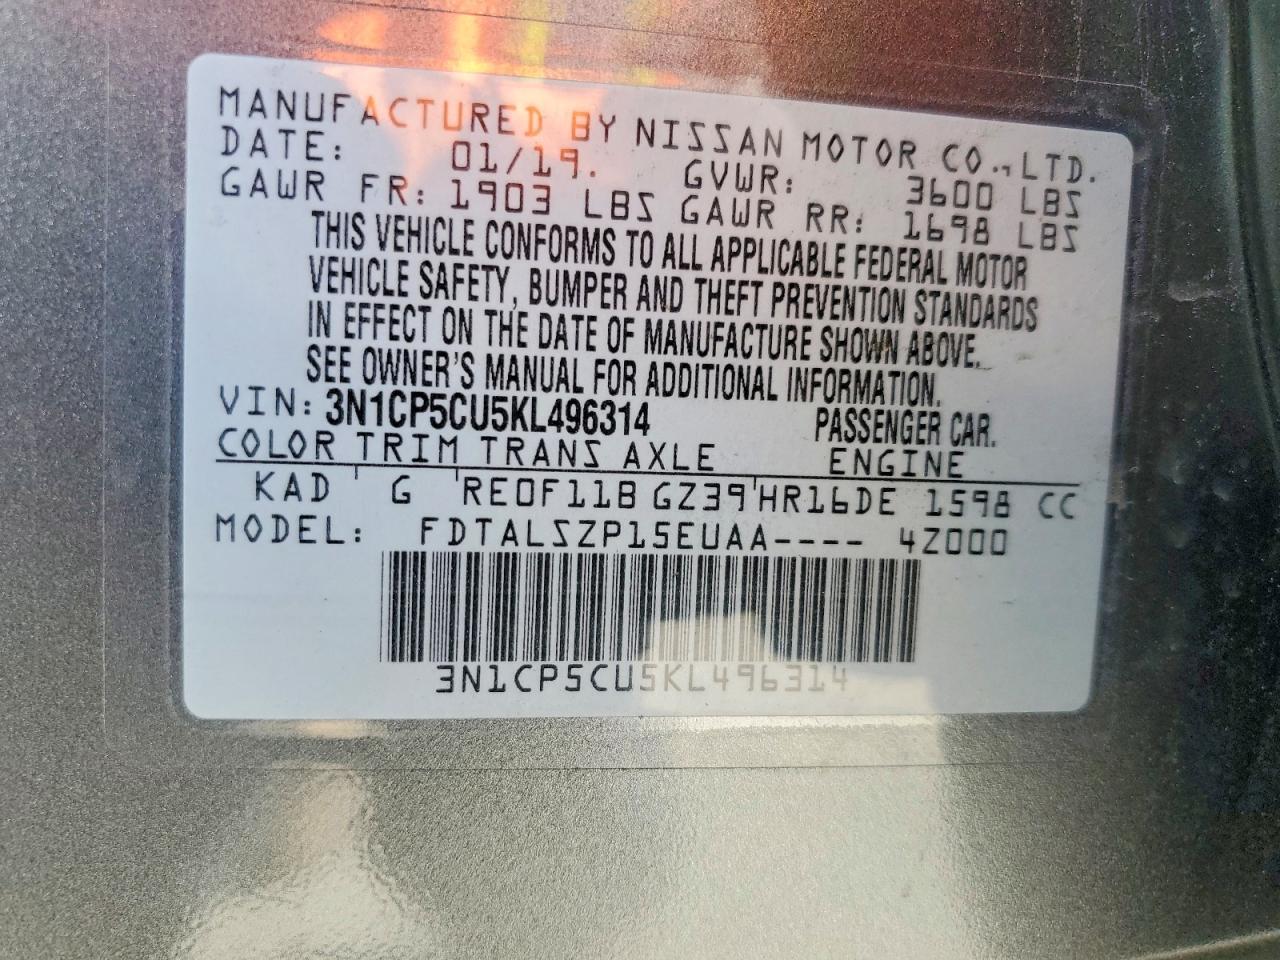 MANUFACTURED BY NISSAN MOTOR CO., LTD.
DATE: 01/19. GVWR: 3600 LBS
GAWR FR: 1903 LBS GAWR RR: 1698 LBS
THIS VEHICLE CONFORMS TO ALL APPLICABLE FEDERAL MOTOR
VEHICLE SAFETY, BUMPER AND THEFT PREVENTION STANDARDS
IN EFFECT ON THE DATE OF MANUFACTURE SHOWN ABOVE.
SEE OWNER'S MANUAL FOR ADDITIONAL INFORMATION.
VIN: 3N1CP5CU5KL496314 PASSENGER CAR.
COLOR TRIM TRANS AXLE ENGINE
KAD G RE0F11B GZ39 HR16DE 1598 CC
MODEL: FDTALSZP15EUAA---- 4Z000
3N1CP5CU5KL496314